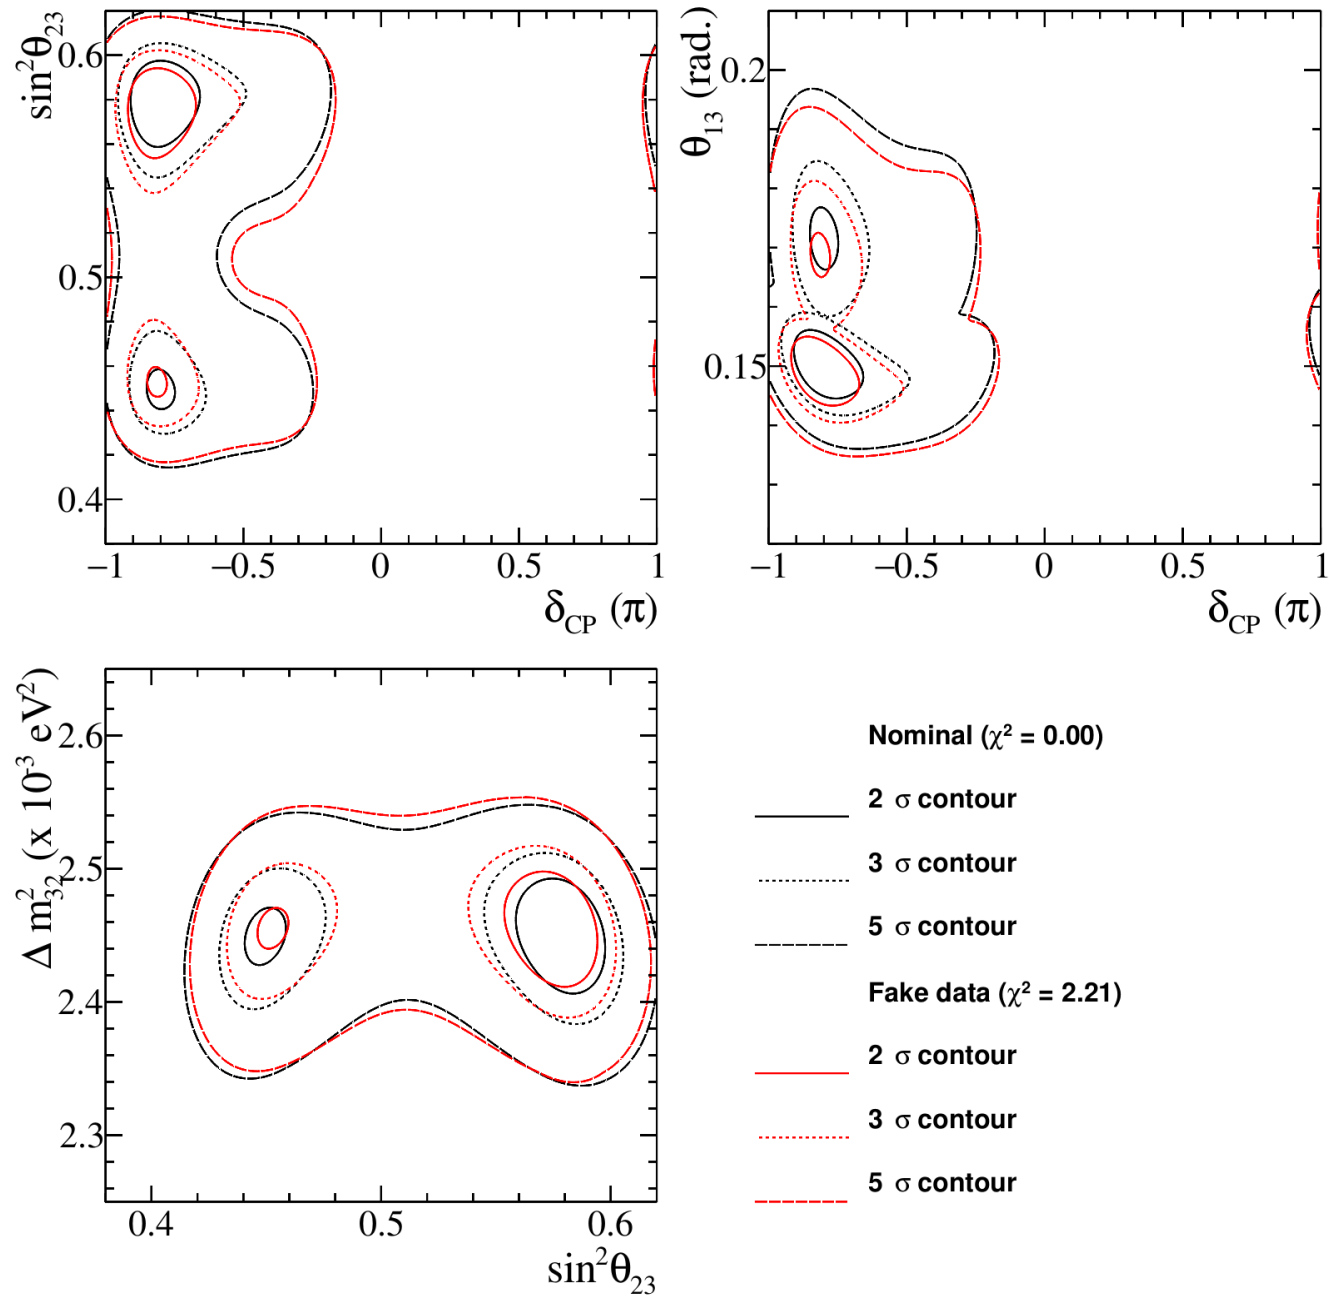 sin²θ₂₃
0.6
0.5
0.4
−1 −0.5 0 0.5 1
δ_CP (π)
θ₁₃ (rad.)
0.2
0.15
−1 −0.5 0 0.5 1
δ_CP (π)
Δ m²₃₂ (x 10⁻³ eV²)
2.6
2.5
2.4
2.3
0.4 0.5 0.6
sin²θ₂₃
Nominal (χ² = 0.00)
2 σ contour
3 σ contour
5 σ contour
Fake data (χ² = 2.21)
2 σ contour
3 σ contour
5 σ contour